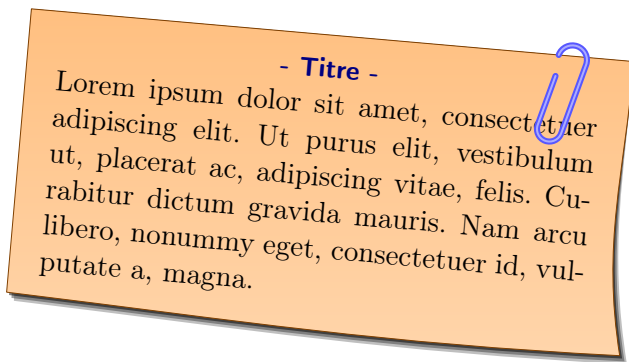 - Titre -
Lorem ipsum dolor sit amet, consectetuer
adipiscing elit. Ut purus elit, vestibulum
ut, placerat ac, adipiscing vitae, felis. Cu-
rabitur dictum gravida mauris. Nam arcu
libero, nonummy eget, consectetuer id, vul-
putate a, magna.